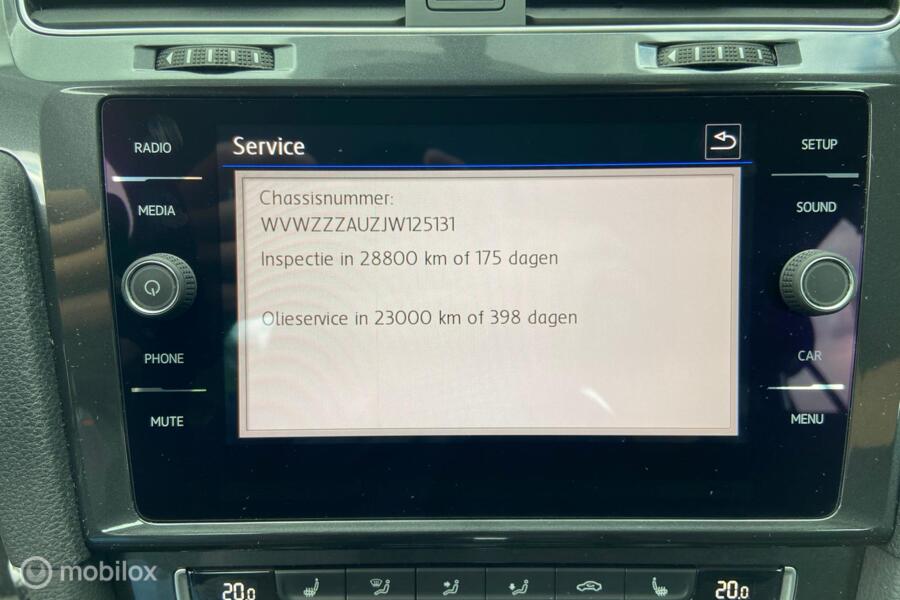 Service
RADIO
MEDIA
PHONE
MUTE
Chassisnummer:
WVWZZZAUZJW125131
Inspectie in 28800 km of 175 dagen
Olieservice in 23000 km of 398 dagen
SETUP
SOUND
CAR
MENU
20.0
20.0
mobilox